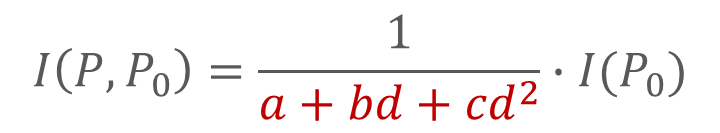 I(P, P₀) = 1 / (a + bd + cd²) · I(P₀)